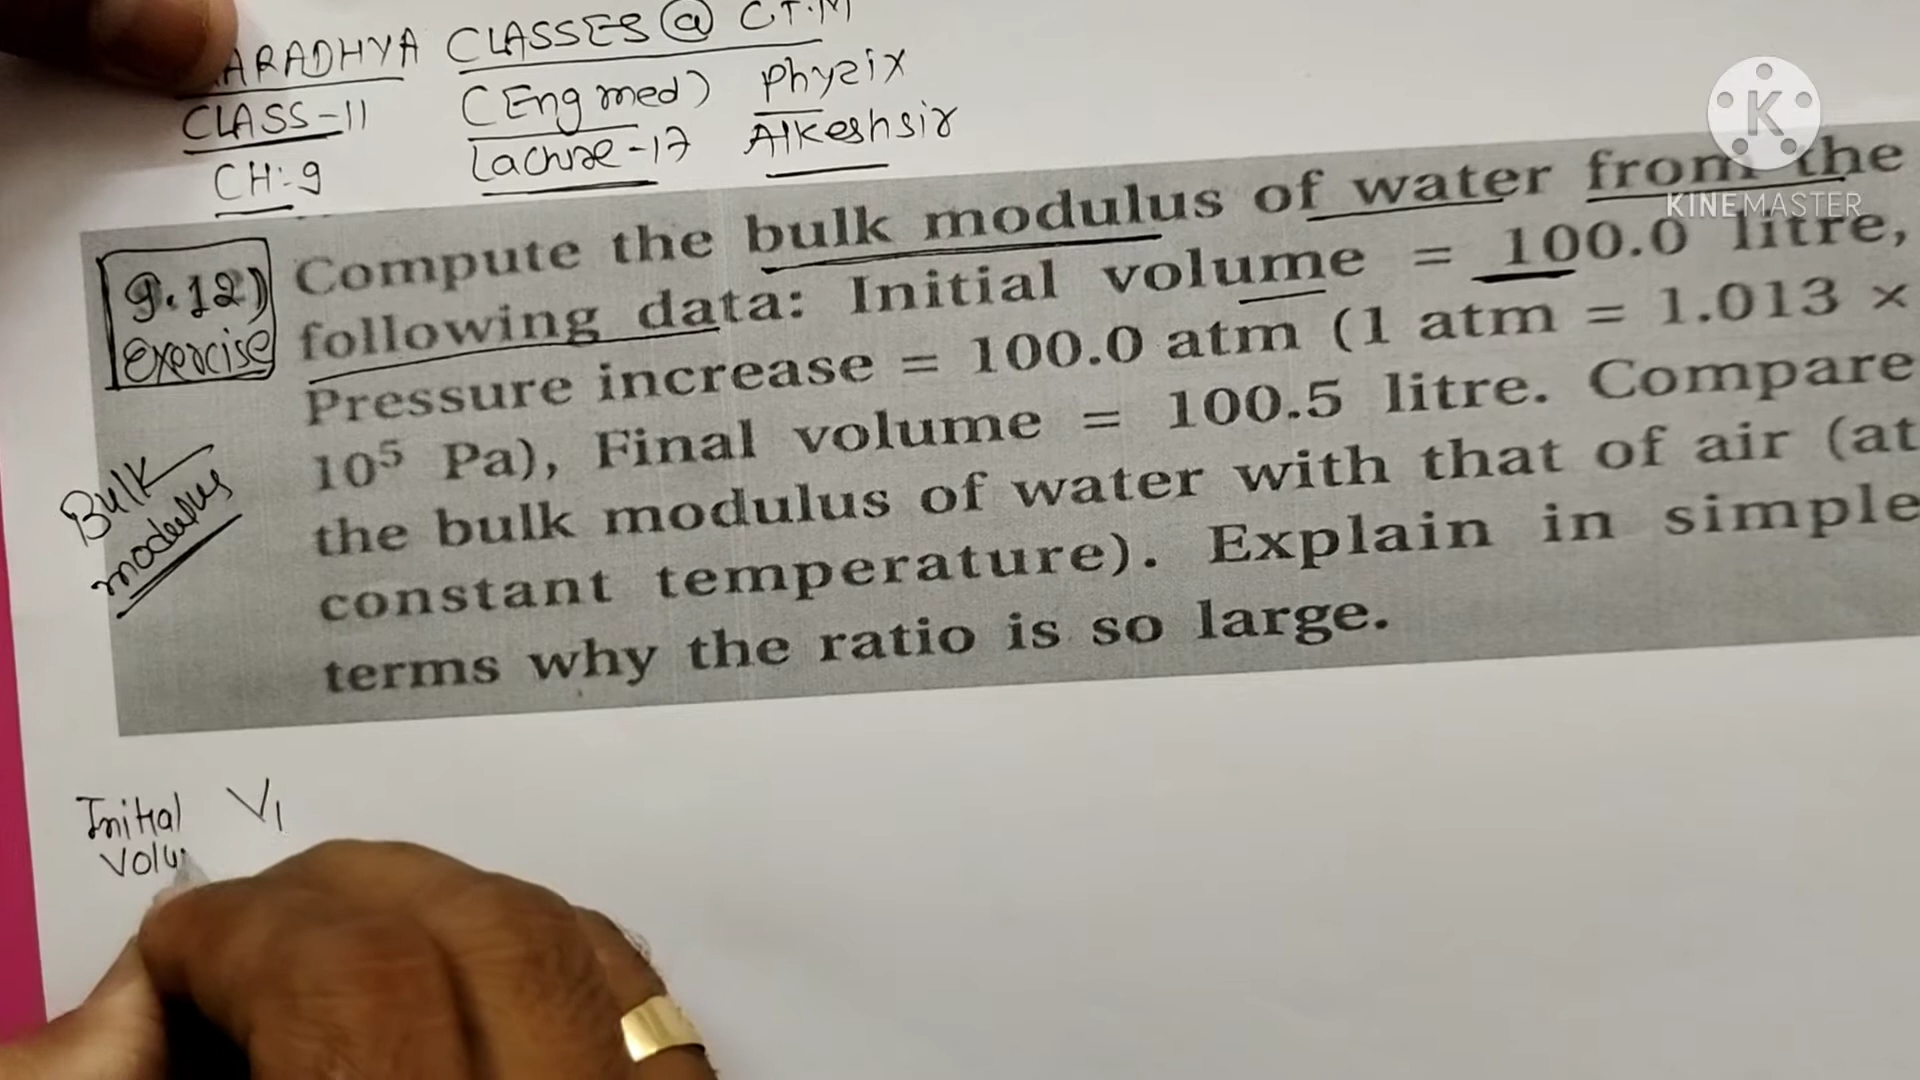 ARADHYA CLASSES @ CT.M
CLASS-11 (Eng med) Phyzix
CH:-9 Lacture-17 Alkeshsir
K
KINEMASTER
9.12) Compute the bulk modulus of water from the
Exercise following data: Initial volume = 100.0 litre,
Pressure increase = 100.0 atm (1 atm = 1.013 ×
10⁵ Pa), Final volume = 100.5 litre. Compare
Bulk the bulk modulus of water with that of air (at
modulus constant temperature). Explain in simple
terms why the ratio is so large.
Initial V₁